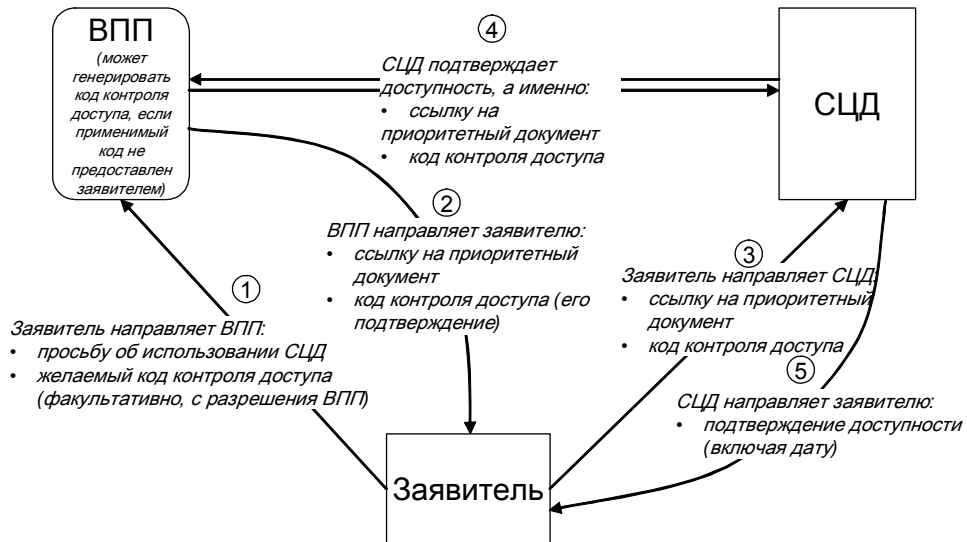 ВПП
(может
генерировать
код контроля
доступа, если
применимый
код не
предоставлен
заявителем)
4
СЦД подтверждает
доступность, а именно:
• ссылку на
приоритетный документ
• код контроля доступа
СЦД
2
ВПП направляет заявителю:
• ссылку на приоритетный
документ
• код контроля доступа (его
подтверждение)
3
Заявитель направляет СЦД:
• ссылку на приоритетный
документ
• код контроля доступа
1
Заявитель направляет ВПП:
• просьбу об использовании СЦД
• желаемый код контроля доступа
(факультативно, с разрешения ВПП)
5
СЦД направляет заявителю:
• подтверждение доступности
(включая дату)
Заявитель